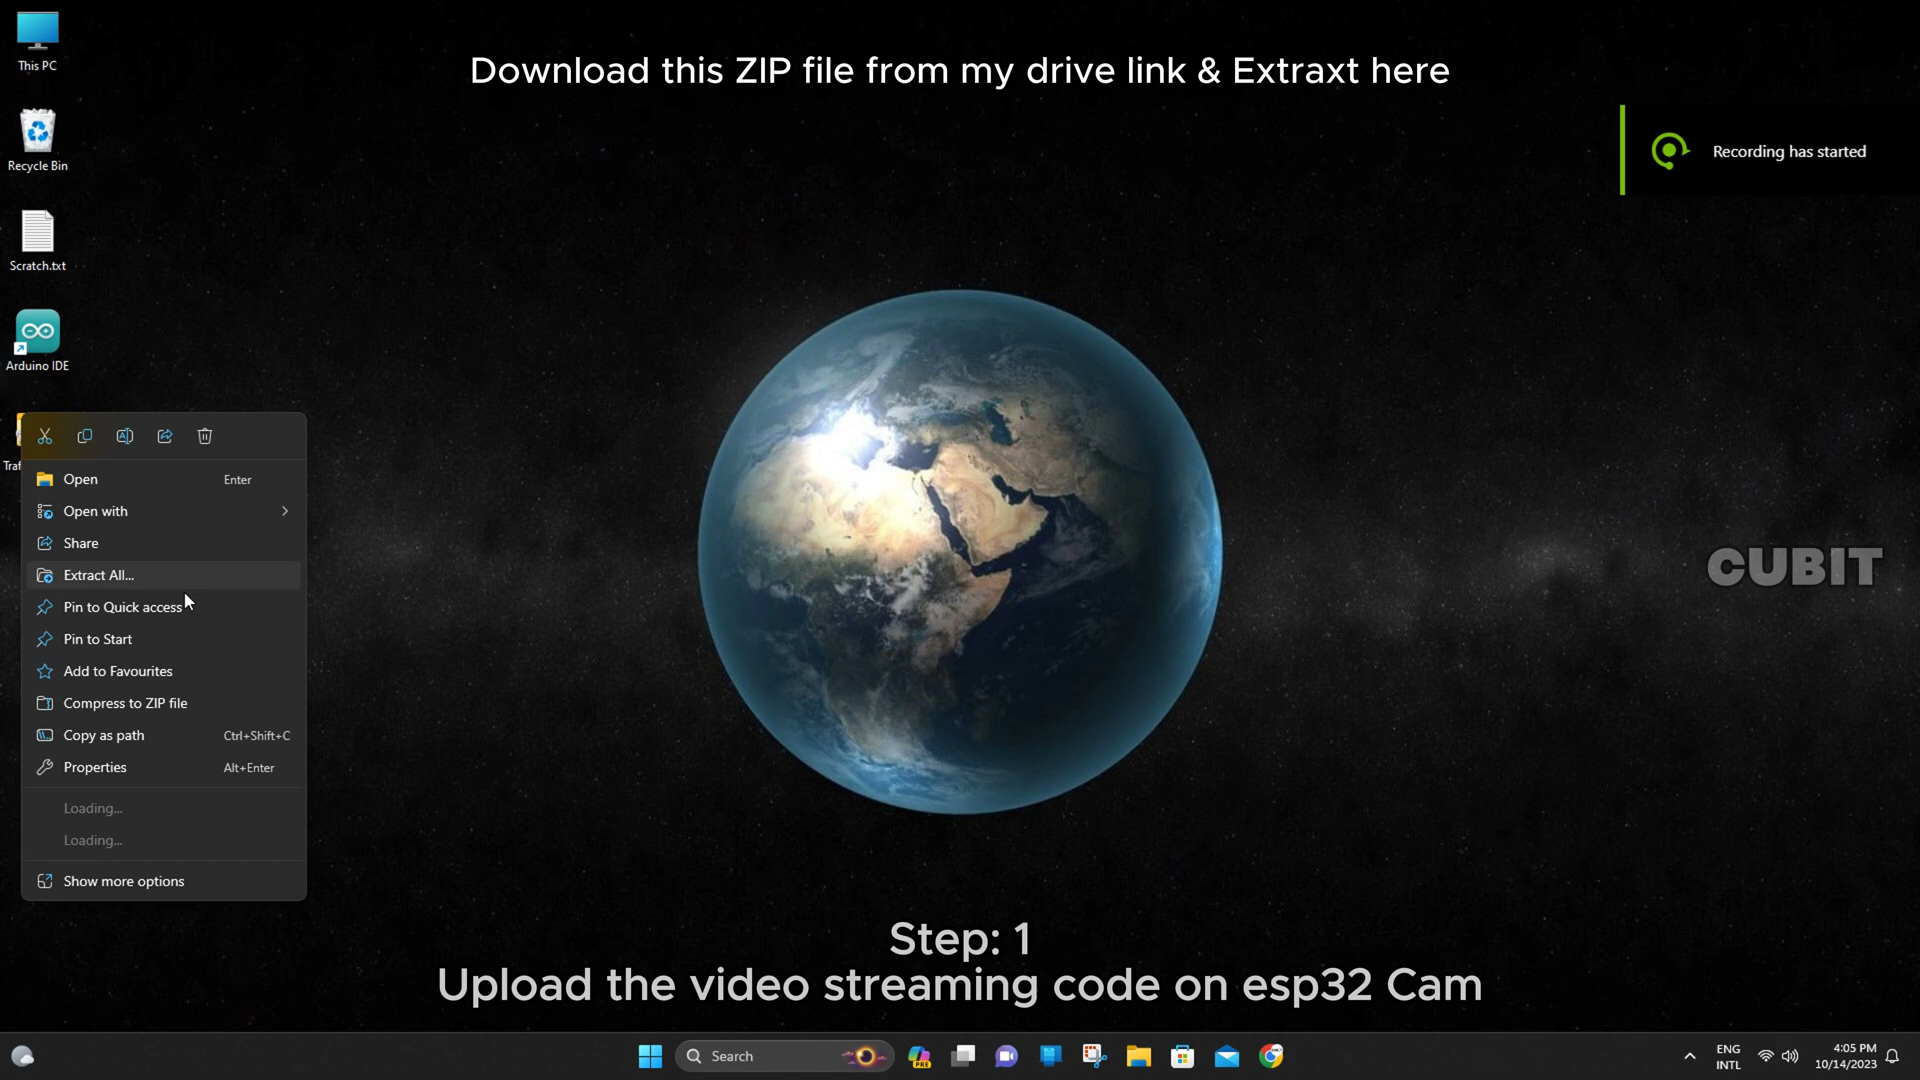 This PC
Download this ZIP file from my drive link & Extraxt here
Recycle Bin
Recording has started
Scratch.txt
Arduino IDE
Traf
Open Enter
Open with
Share
Extract All...
Pin to Quick access
Pin to Start
Add to Favourites
Compress to ZIP file
Copy as path Ctrl+Shift+C
Properties Alt+Enter
Loading...
Loading...
Show more options
CUBIT
Step: 1
Upload the video streaming code on esp32 Cam
Search
PRE
ENG
INTL
4:05 PM
10/14/2023